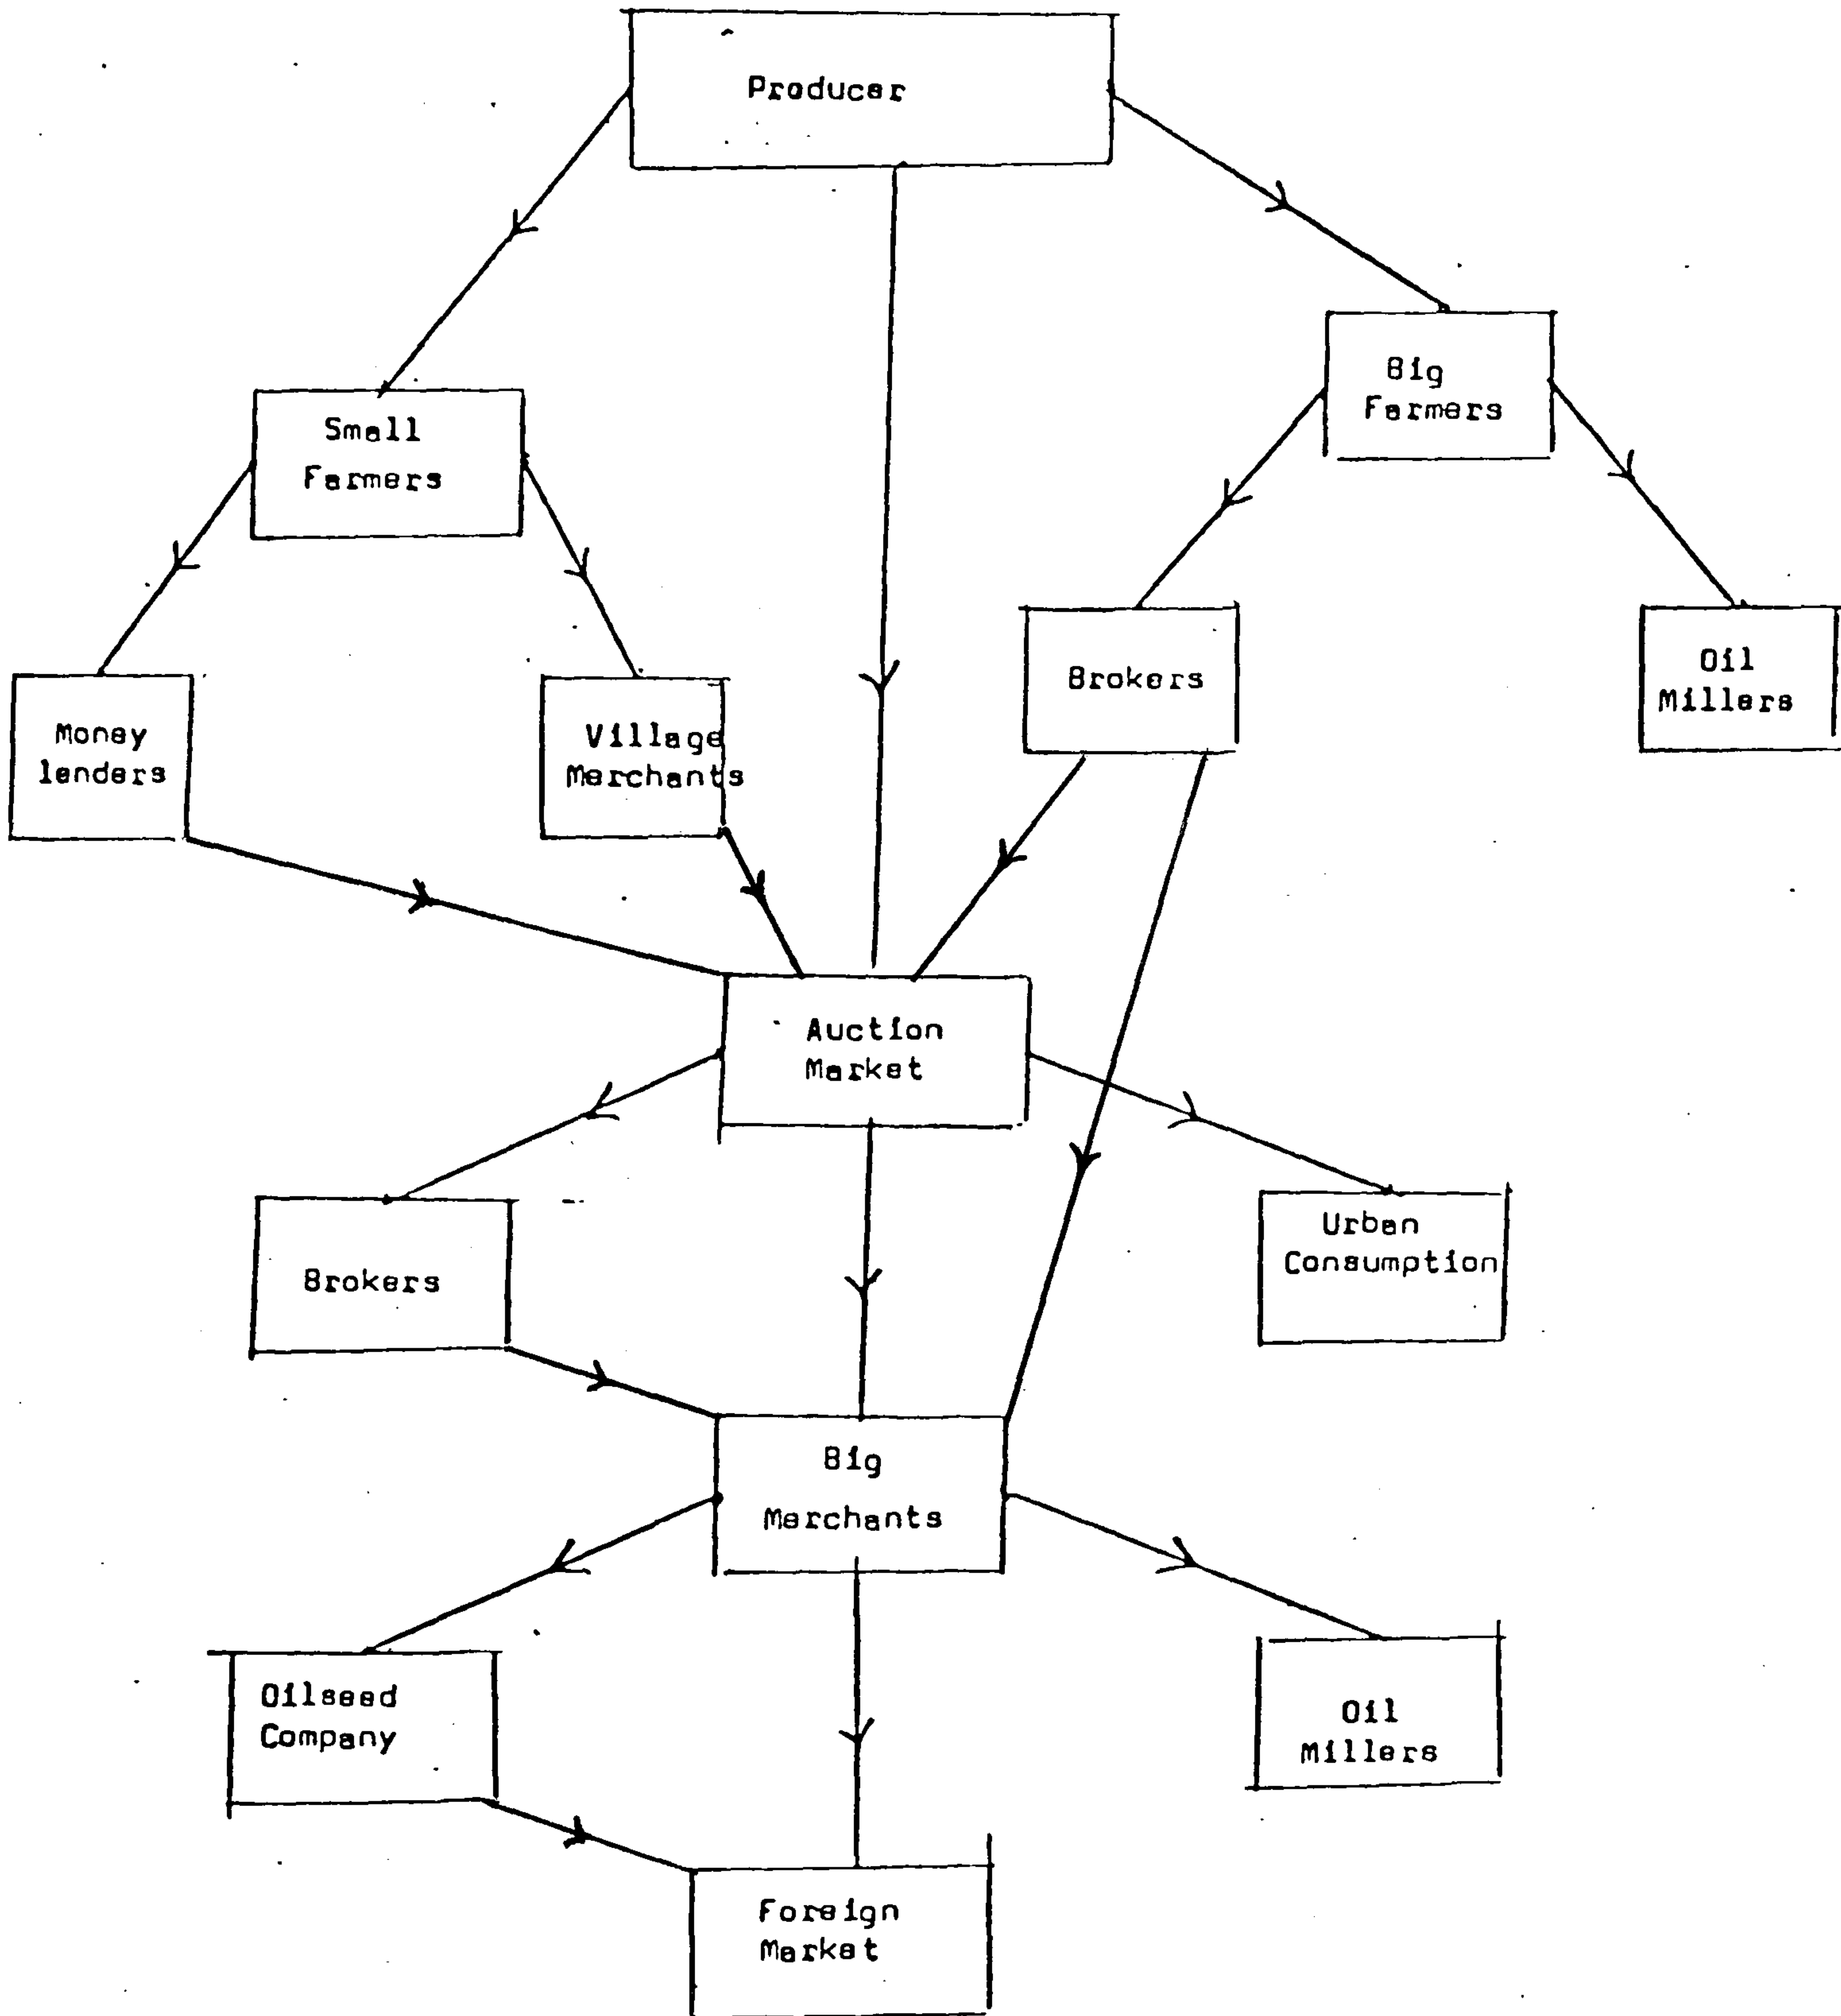 Producer
Big
Farmers
Small
Farmers
Brokers
Oil
Millers
Money
lenders
Village
Merchants
Auction
Market
Urban
Consumption
Brokers
Big
Merchants
Oilseed
Company
Oil
Millers
Foreign
Market